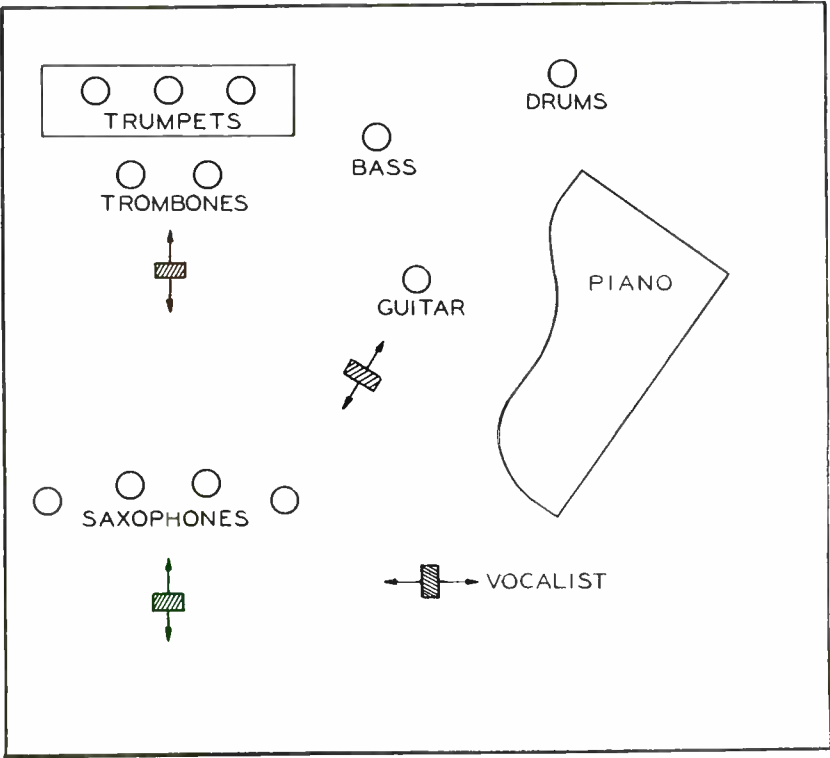 DRUMS
TRUMPETS
BASS
TROMBONES
PIANO
GUITAR
SAXOPHONES
VOCALIST